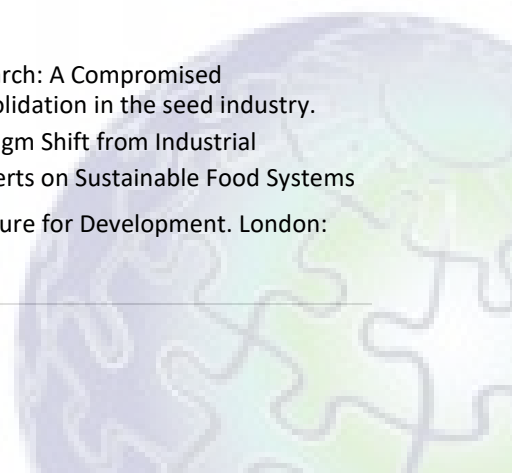 arch: A Compromised
olidation in the seed industry.
gm Shift from Industrial
erts on Sustainable Food Systems
ure for Development. London: